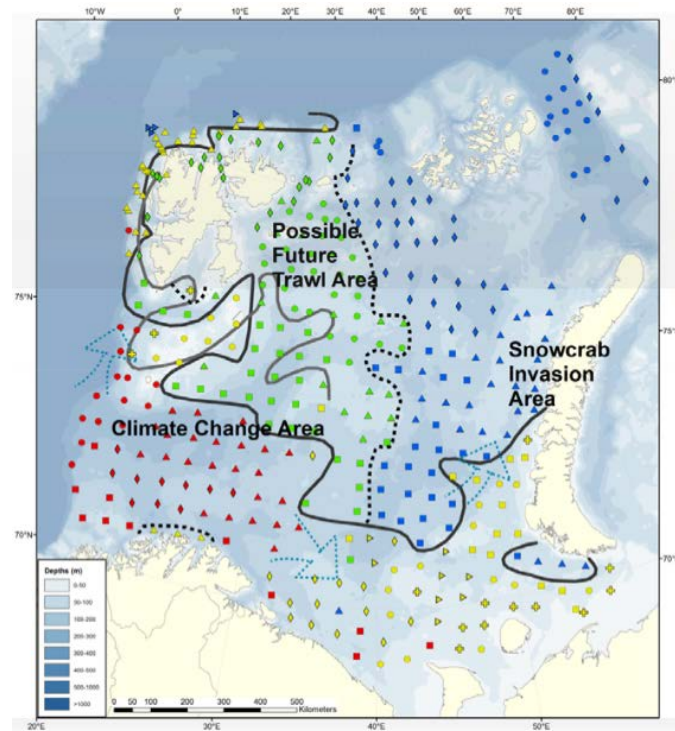 10°W 0° 10°E 20°E 30°E 40°E 50°E 60°E 70°E 80°E
80°
75°N
75°
70°N
70°
Possible
Future
Trawl Area
Snowcrab
Invasion
Area
Climate Change Area
Depths (m)
0-50
50-100
100-200
200-300
300-400
400-500
500-1000
>1000
0 50 100 200 300 400 500
Kilometers
20°E 30°E 40°E 50°E